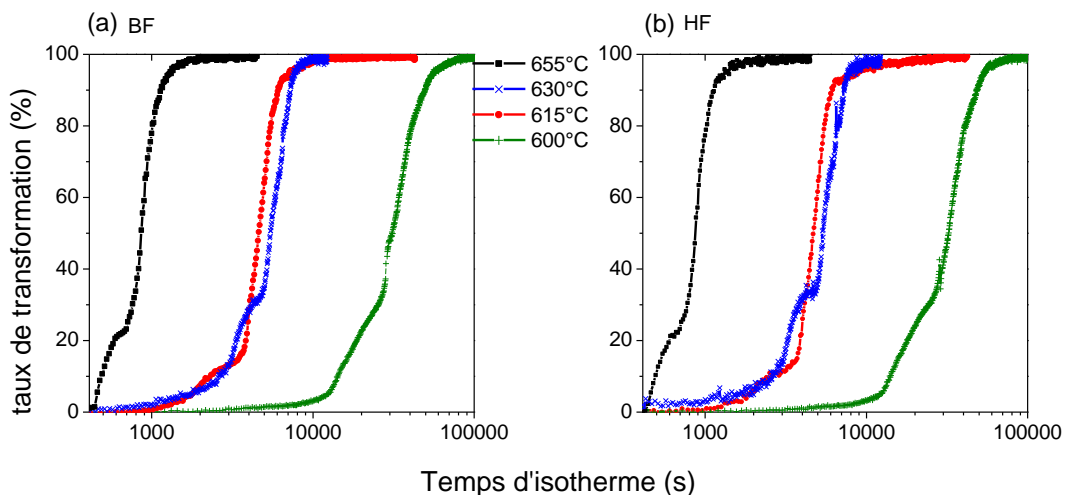 (a) BF
(b) HF
100
80
60
40
20
0
taux de transformation (%)
655°C
630°C
615°C
600°C
100
80
60
40
20
0
1000
10000
100000
1000
10000
100000
Temps d'isotherme (s)